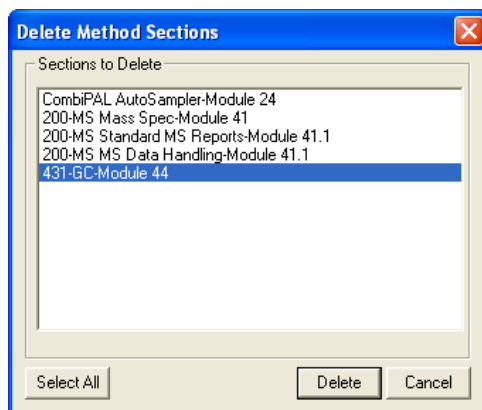 Delete Method Sections
Sections to Delete
CombiPAL AutoSampler-Module 24
200-MS Mass Spec-Module 41
200-MS Standard MS Reports-Module 41.1
200-MS MS Data Handling-Module 41.1
431-GC-Module 44
Select All Delete Cancel